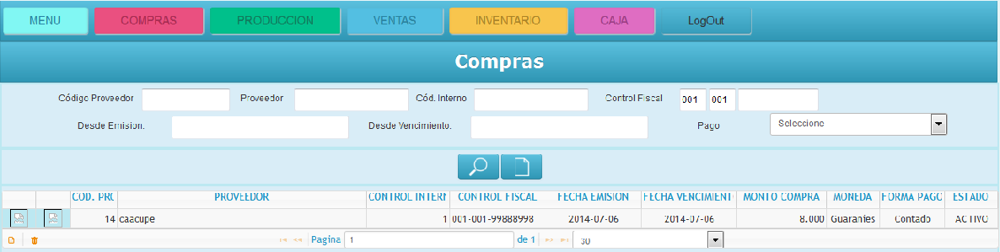 MENU COMPRAS PRODUCCION VENTAS INVENTARIO CAJA LogOut
Compras
Código Proveedor Proveedor Cód. Interno Control Fiscal 001 001
Desde Emision. Desde Vencimiento. Pago Seleccione
COD. PRO PROVEEDOR CONTROL INTERN CONTROL FISCAL FECHA EMISION FECHA VENCIMIENT MONTO COMPRA MONEDA FORMA PAGO ESTADO
14 caacupe 1 001-001-99888998 2014-07-06 2014-07-06 8.000 Guaranies Contado ACTIVO
Pagina 1 de 1 30